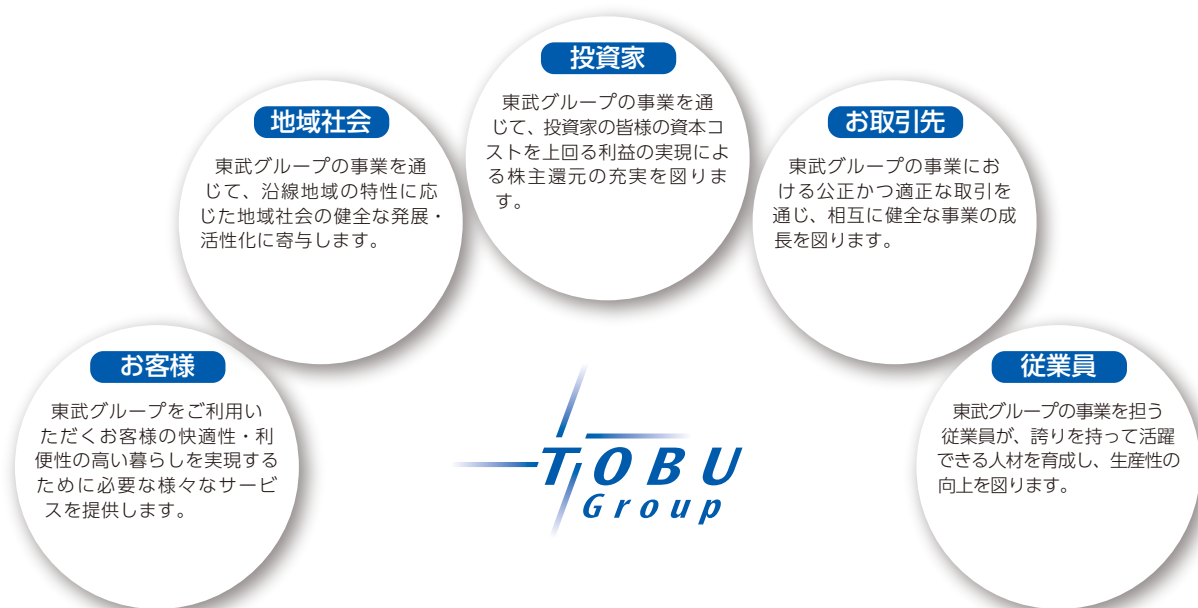 投資家
東武グループの事業を通
じて、投資家の皆様の資本コ
ストを上回る利益の実現によ
る株主還元の充実を図りま
す。
地域社会
東武グループの事業を通
じて、沿線地域の特性に応
じた地域社会の健全な発展・
活性化に寄与します。
お取引先
東武グループの事業にお
ける公正かつ適正な取引を
通じ、相互に健全な事業の成
長を図ります。
お客様
東武グループをご利用い
ただくお客様の快適性・利
便性の高い暮らしを実現する
ために必要な様々なサービ
スを提供します。
従業員
東武グループの事業を担う
従業員が、誇りを持って活躍
できる人材を育成し、生産性の
向上を図ります。
TOBU
Group